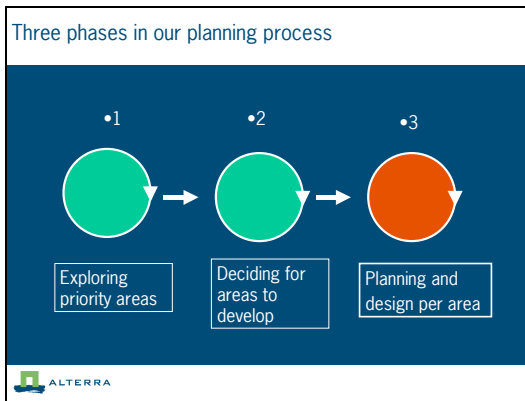 Three phases in our planning process
•1
•2
•3
Exploring
priority areas
Deciding for
areas to
develop
Planning and
design per area
ALTERRA